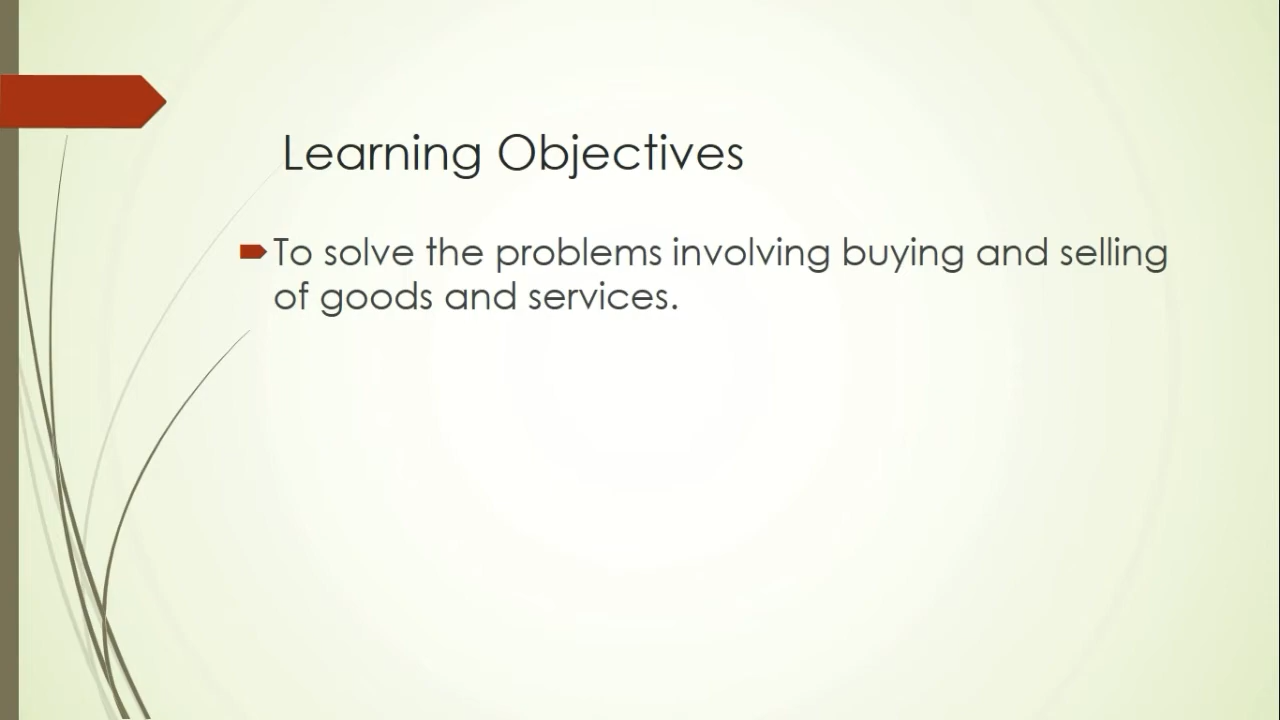 Learning Objectives
To solve the problems involving buying and selling
of goods and services.